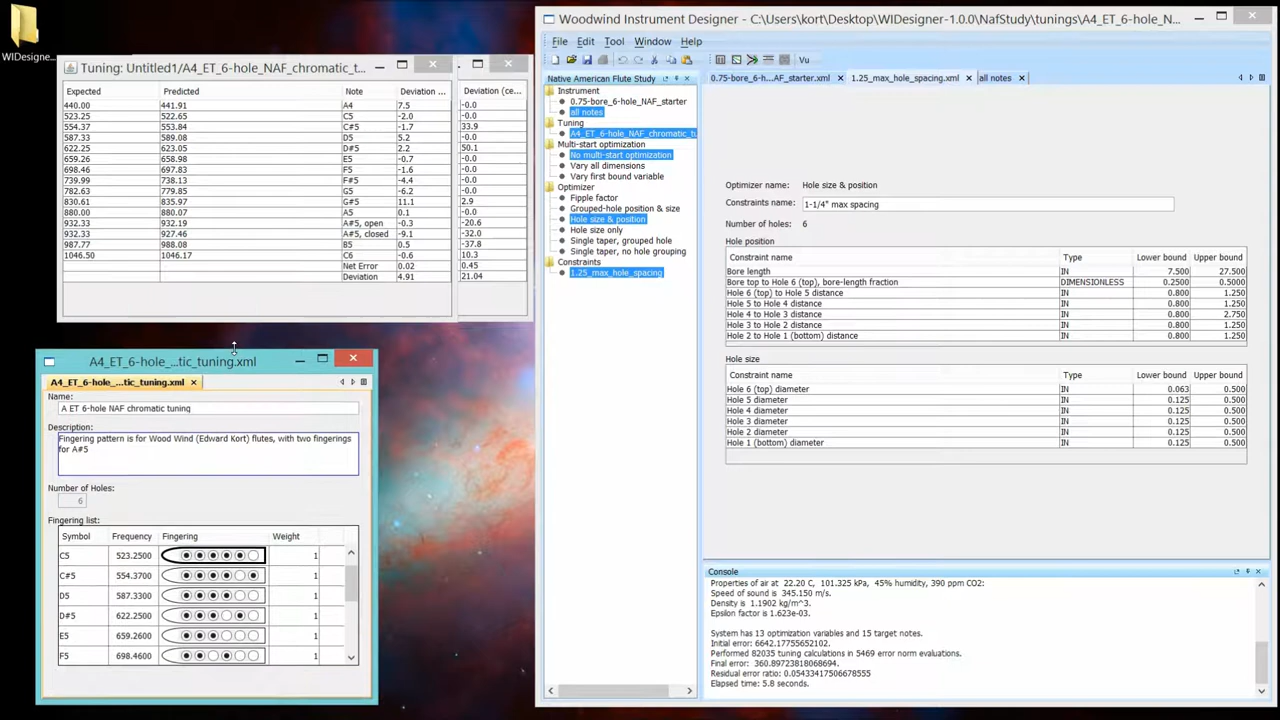 WIDesigne...
Tuning: Untitled1/A4_ET_6-hole_NAF_chromatic_t...
Expected Predicted Note Deviation ... Deviation (ce...
440.00 441.91 A4 7.5 -0.0
523.25 522.65 C5 -2.0 -0.0
554.37 553.84 C#5 -1.7 33.9
587.33 589.08 D5 5.2 -0.0
622.25 623.05 D#5 2.2 50.1
659.26 658.98 E5 -0.7 -0.0
698.46 697.83 F5 -1.6 -0.0
739.99 738.13 F#5 -4.4 -0.0
782.63 779.85 G5 -6.2 -0.0
830.61 835.97 G#5 11.1 2.9
880.00 880.07 A5 0.1 -0.0
932.33 932.19 A#5, open -0.3 -20.6
932.33 927.46 A#5, closed -9.1 -32.0
987.77 988.08 B5 0.5 -37.8
1046.50 1046.17 C6 -0.6 10.3
Net Error 0.02 0.45
Deviation 4.91 21.04
A4_ET_6-hole_...tic_tuning.xml
A4_ET_6-hole_...tic_tuning.xml
Name:
A ET 6-hole NAF chromatic tuning
Description:
Fingering pattern is for Wood Wind (Edward Kort) flutes, with two fingerings
for A#5
Number of Holes:
6
Fingering list:
Symbol Frequency Fingering Weight
C5 523.2500 1
C#5 554.3700 1
D5 587.3300 1
D#5 622.2500 1
E5 659.2600 1
F5 698.4600 1
Woodwind Instrument Designer - C:\Users\kort\Desktop\WIDesigner-1.0.0\NafStudy\tunings\A4_ET_6-hole_N...
File Edit Tool Window Help
Vu
Native American Flute Study
Instrument
0.75-bore_6-hole_NAF_starter
all notes
Tuning
A4_ET_6-hole_NAF_chromatic_tu
Multi-start optimization
No multi-start optimization
Vary all dimensions
Vary first bound variable
Optimizer
Fipple factor
Grouped-hole position & size
Hole size & position
Hole size only
Single taper, grouped hole
Single taper, no hole grouping
Constraints
1.25_max_hole_spacing
0.75-bore_6-h...AF_starter.xml 1.25_max_hole_spacing.xml all notes
Optimizer name: Hole size & position
Constraints name: 1-1/4" max spacing
Number of holes: 6
Hole position
Constraint name Type Lower bound Upper bound
Bore length IN 7.500 27.500
Bore top to Hole 6 (top), bore-length fraction DIMENSIONLESS 0.2500 0.5000
Hole 6 (top) to Hole 5 distance IN 0.800 1.250
Hole 5 to Hole 4 distance IN 0.800 1.250
Hole 4 to Hole 3 distance IN 0.800 2.750
Hole 3 to Hole 2 distance IN 0.800 1.250
Hole 2 to Hole 1 (bottom) distance IN 0.800 1.250
Hole size
Constraint name Type Lower bound Upper bound
Hole 6 (top) diameter IN 0.063 0.500
Hole 5 diameter IN 0.125 0.500
Hole 4 diameter IN 0.125 0.500
Hole 3 diameter IN 0.125 0.500
Hole 2 diameter IN 0.125 0.500
Hole 1 (bottom) diameter IN 0.125 0.500
Console
Properties of air at 22.20 C, 101.325 kPa, 45% humidity, 390 ppm CO2:
Speed of sound is 345.150 m/s.
Density is 1.1902 kg/m^3.
Epsilon factor is 1.623e-03.
System has 13 optimization variables and 15 target notes.
Initial error: 6642.17755652102.
Performed 82035 tuning calculations in 5469 error norm evaluations.
Final error: 360.89723818068694.
Residual error ratio: 0.05433417506678555
Elapsed time: 5.8 seconds.